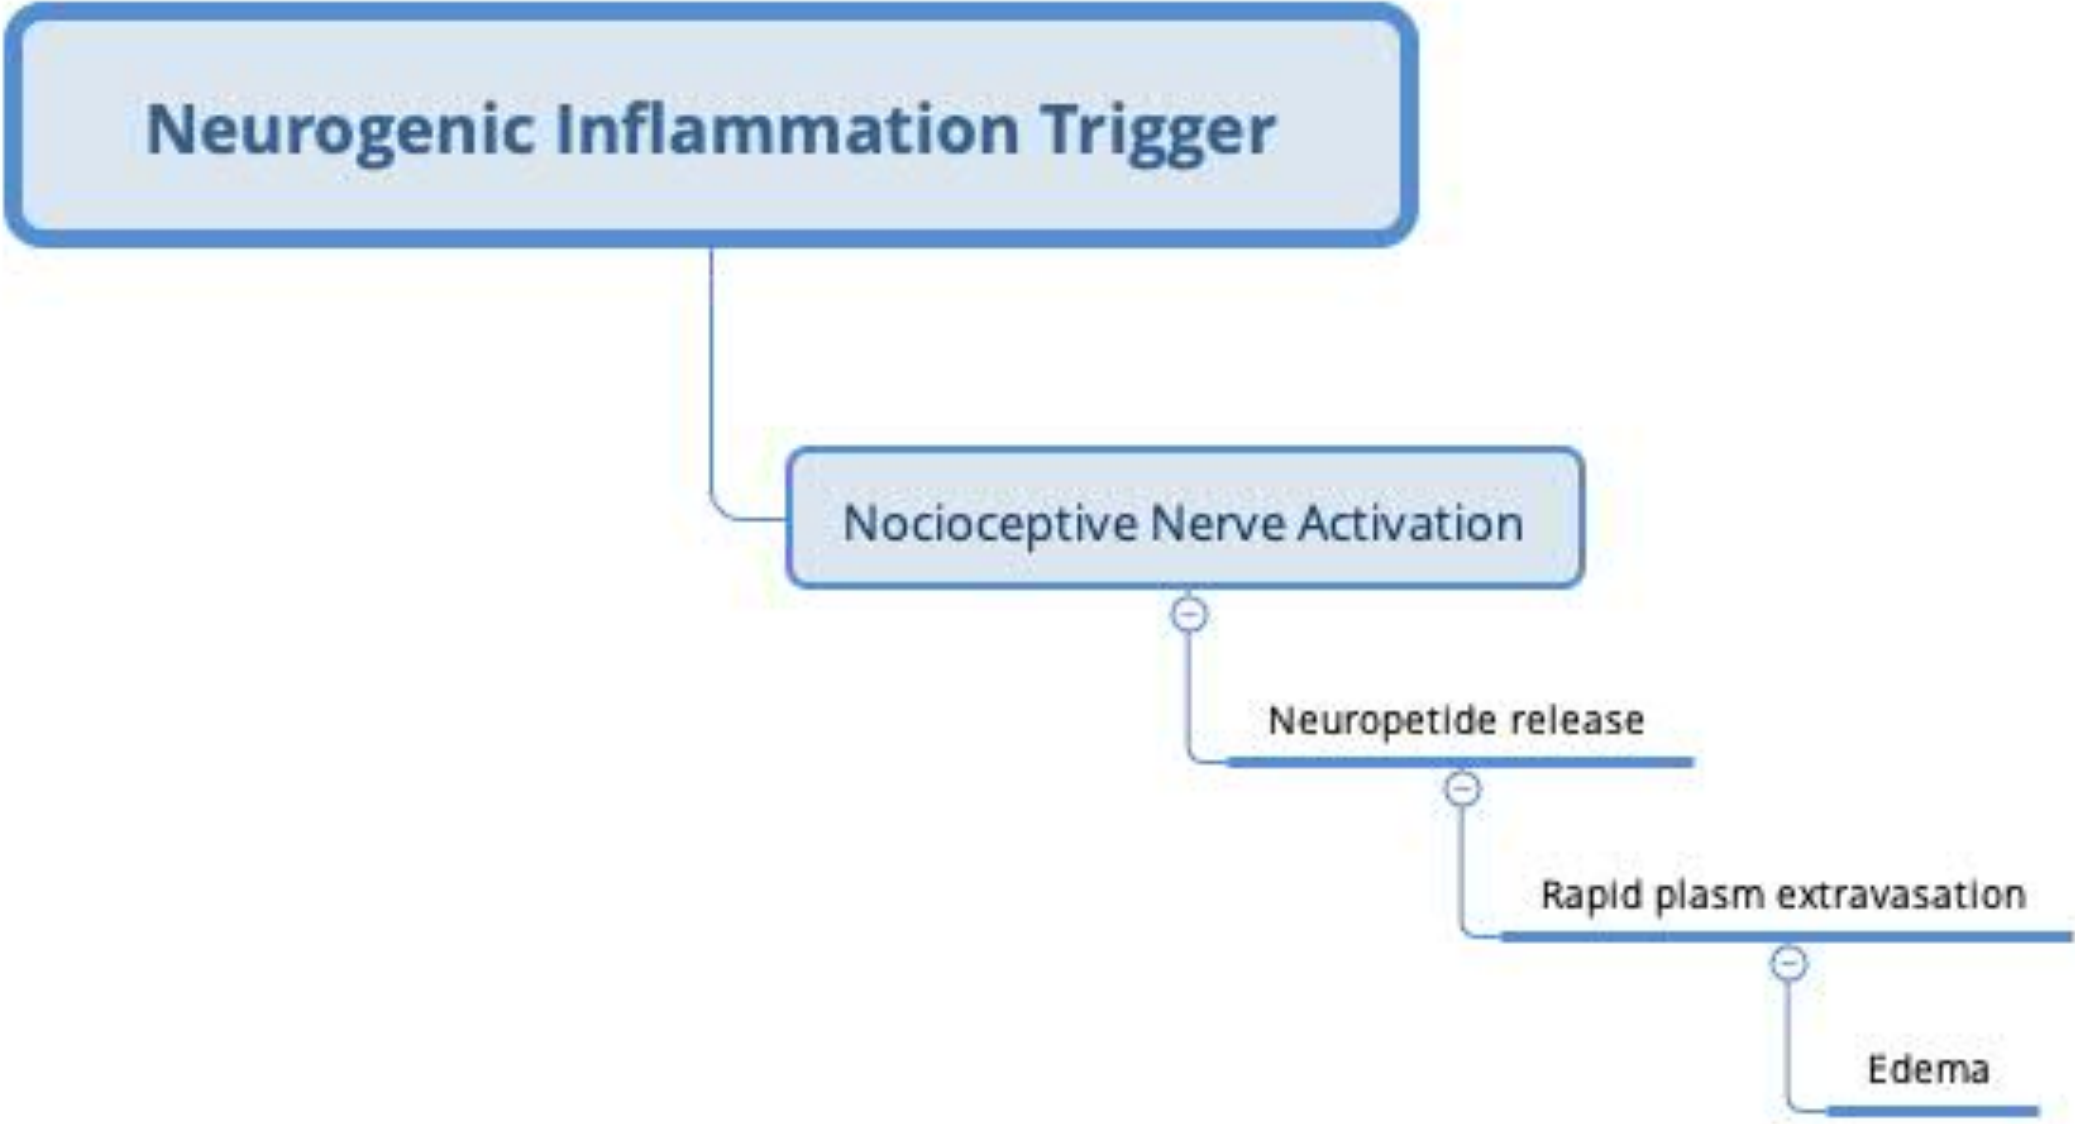 Neurogenic Inflammation Trigger
Nocioceptive Nerve Activation
Neuropetide release
Rapid plasm extravasation
Edema